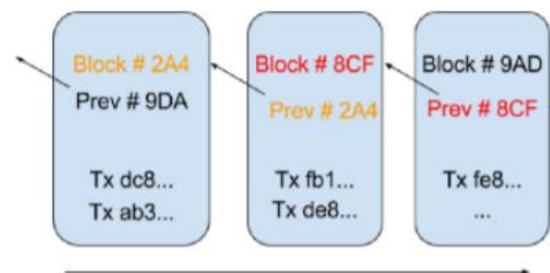 Block # 2A4
Prev # 9DA
Tx dc8...
Tx ab3...
Block # 8CF
Prev # 2A4
Tx fb1...
Tx de8...
Block # 9AD
Prev # 8CF
Tx fe8...
...